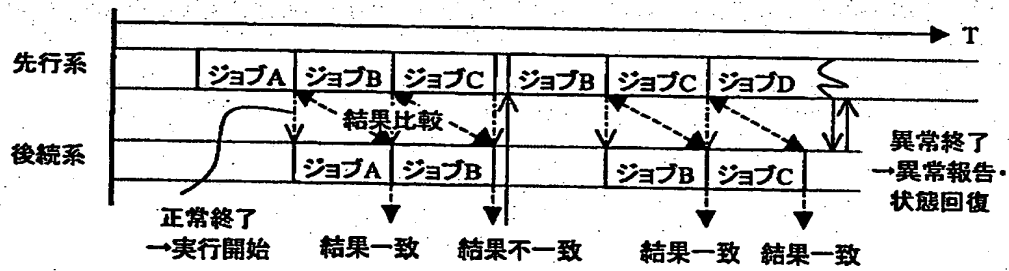 T
先行系
ジョブA
ジョブB
ジョブC
ジョブB
ジョブC
ジョブD
結果比較
後続系
ジョブA
ジョブB
ジョブB
ジョブC
異常終了
→異常報告・
状態回復
正常終了
→実行開始
結果一致
結果不一致
結果一致
結果一致